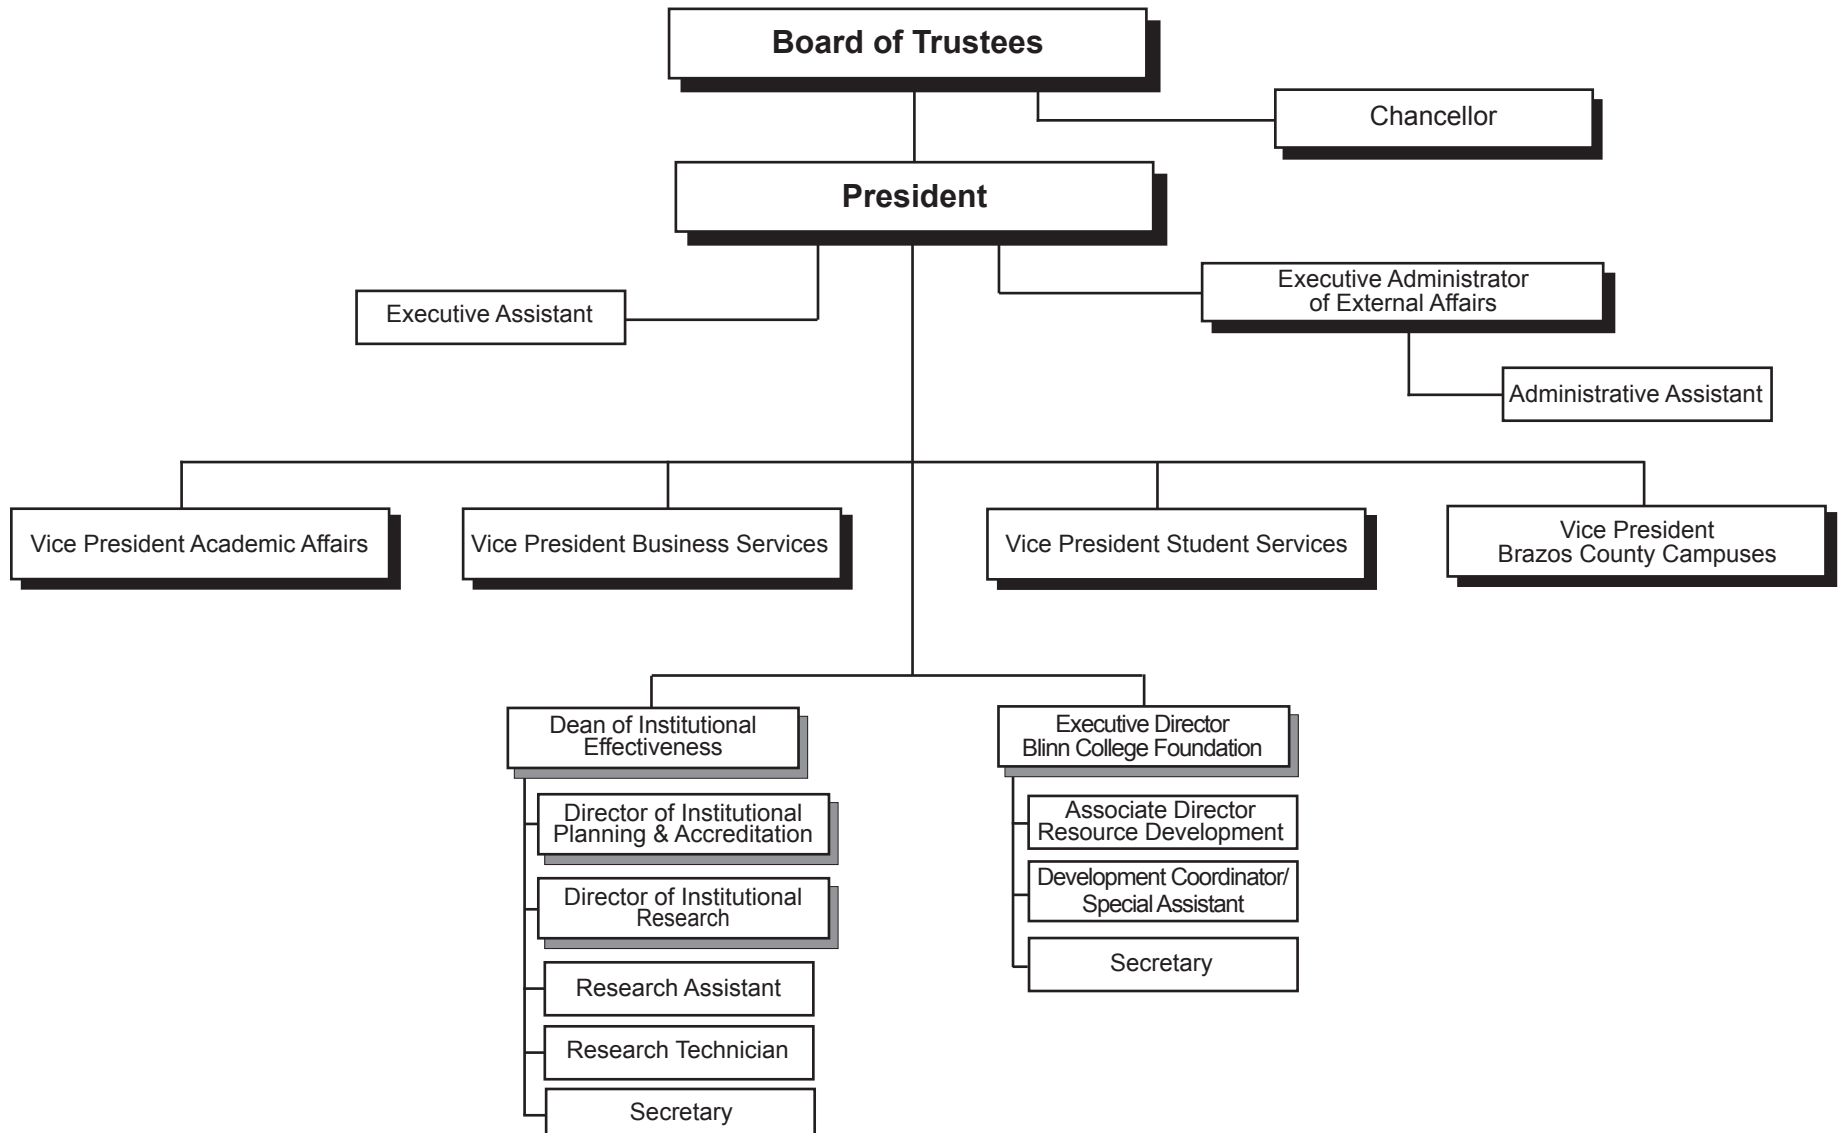 Board of Trustees
Chancellor
President
Executive Assistant
Executive Administrator
of External Affairs
Administrative Assistant
Vice President Academic Affairs
Vice President Business Services
Vice President Student Services
Vice President
Brazos County Campuses
Dean of Institutional
Effectiveness
Director of Institutional
Planning & Accreditation
Director of Institutional
Research
Research Assistant
Research Technician
Secretary
Executive Director
Blinn College Foundation
Associate Director
Resource Development
Development Coordinator/
Special Assistant
Secretary